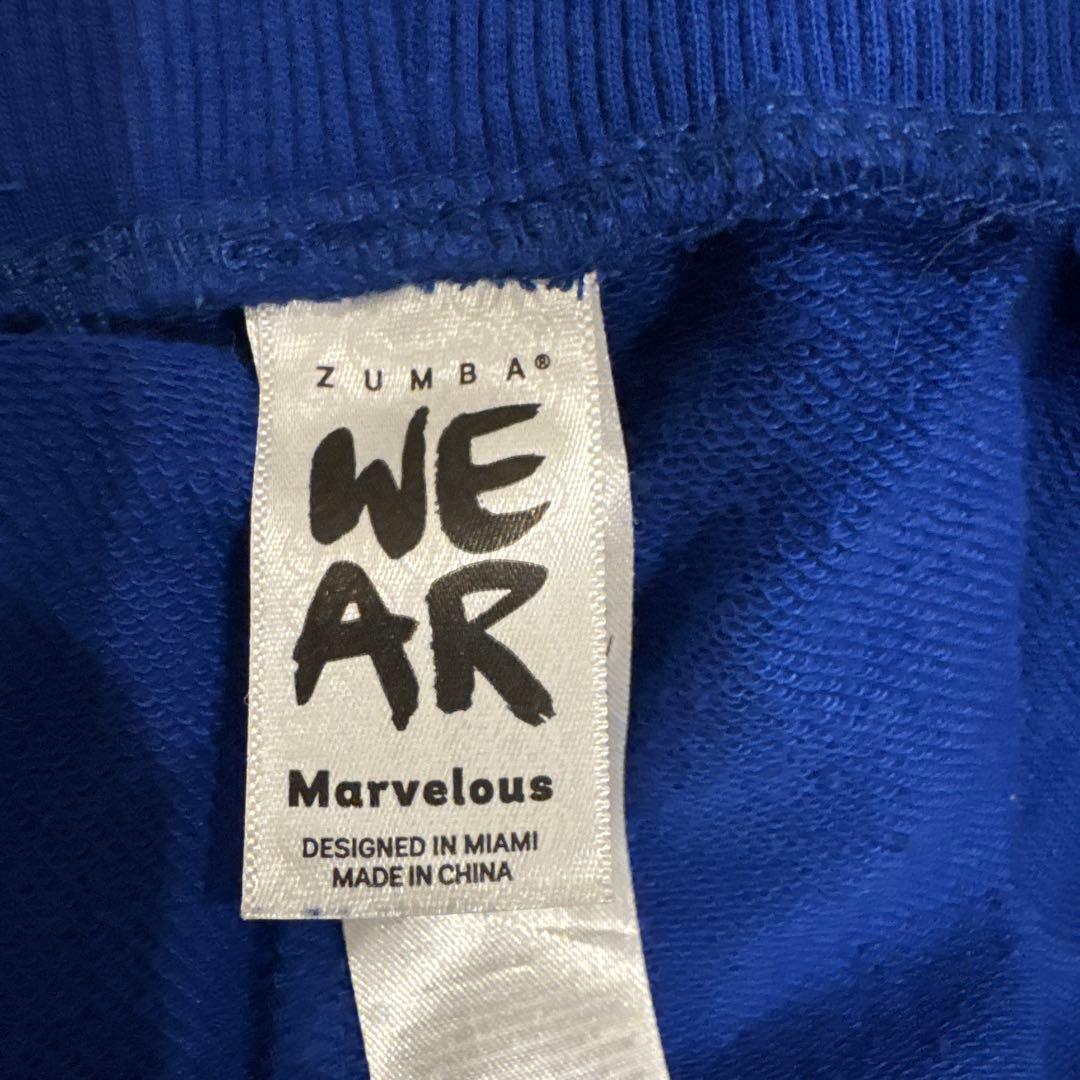 ZUMBA®
WE
AR
Marvelous
DESIGNED IN MIAMI
MADE IN CHINA